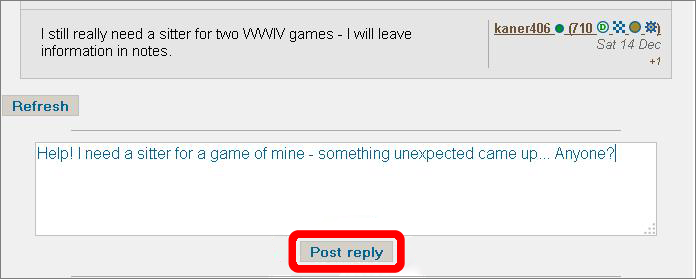 I still really need a sitter for two WWIV games - I will leave
information in notes.
kaner406 (710 D )
Sat 14 Dec
+1
Refresh
Help! I need a sitter for a game of mine - something unexpected came up... Anyone?
Post reply